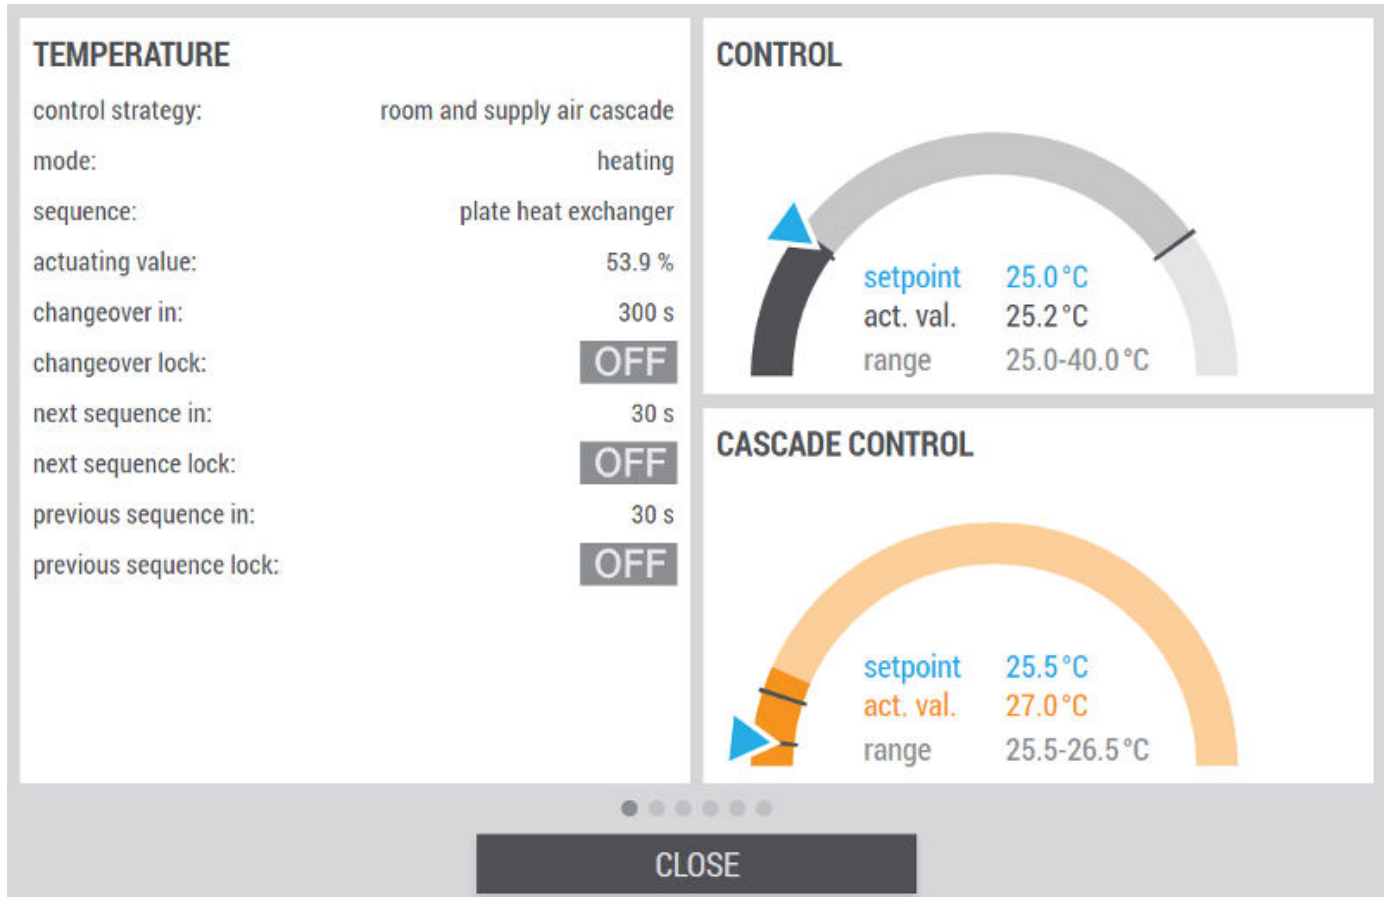 TEMPERATURE
control strategy: room and supply air cascade
mode: heating
sequence: plate heat exchanger
actuating value: 53.9 %
changeover in: 300 s
changeover lock: OFF
next sequence in: 30 s
next sequence lock: OFF
previous sequence in: 30 s
previous sequence lock: OFF
CONTROL
setpoint 25.0 °C
act. val. 25.2 °C
range 25.0-40.0 °C
CASCADE CONTROL
setpoint 25.5 °C
act. val. 27.0 °C
range 25.5-26.5 °C
CLOSE